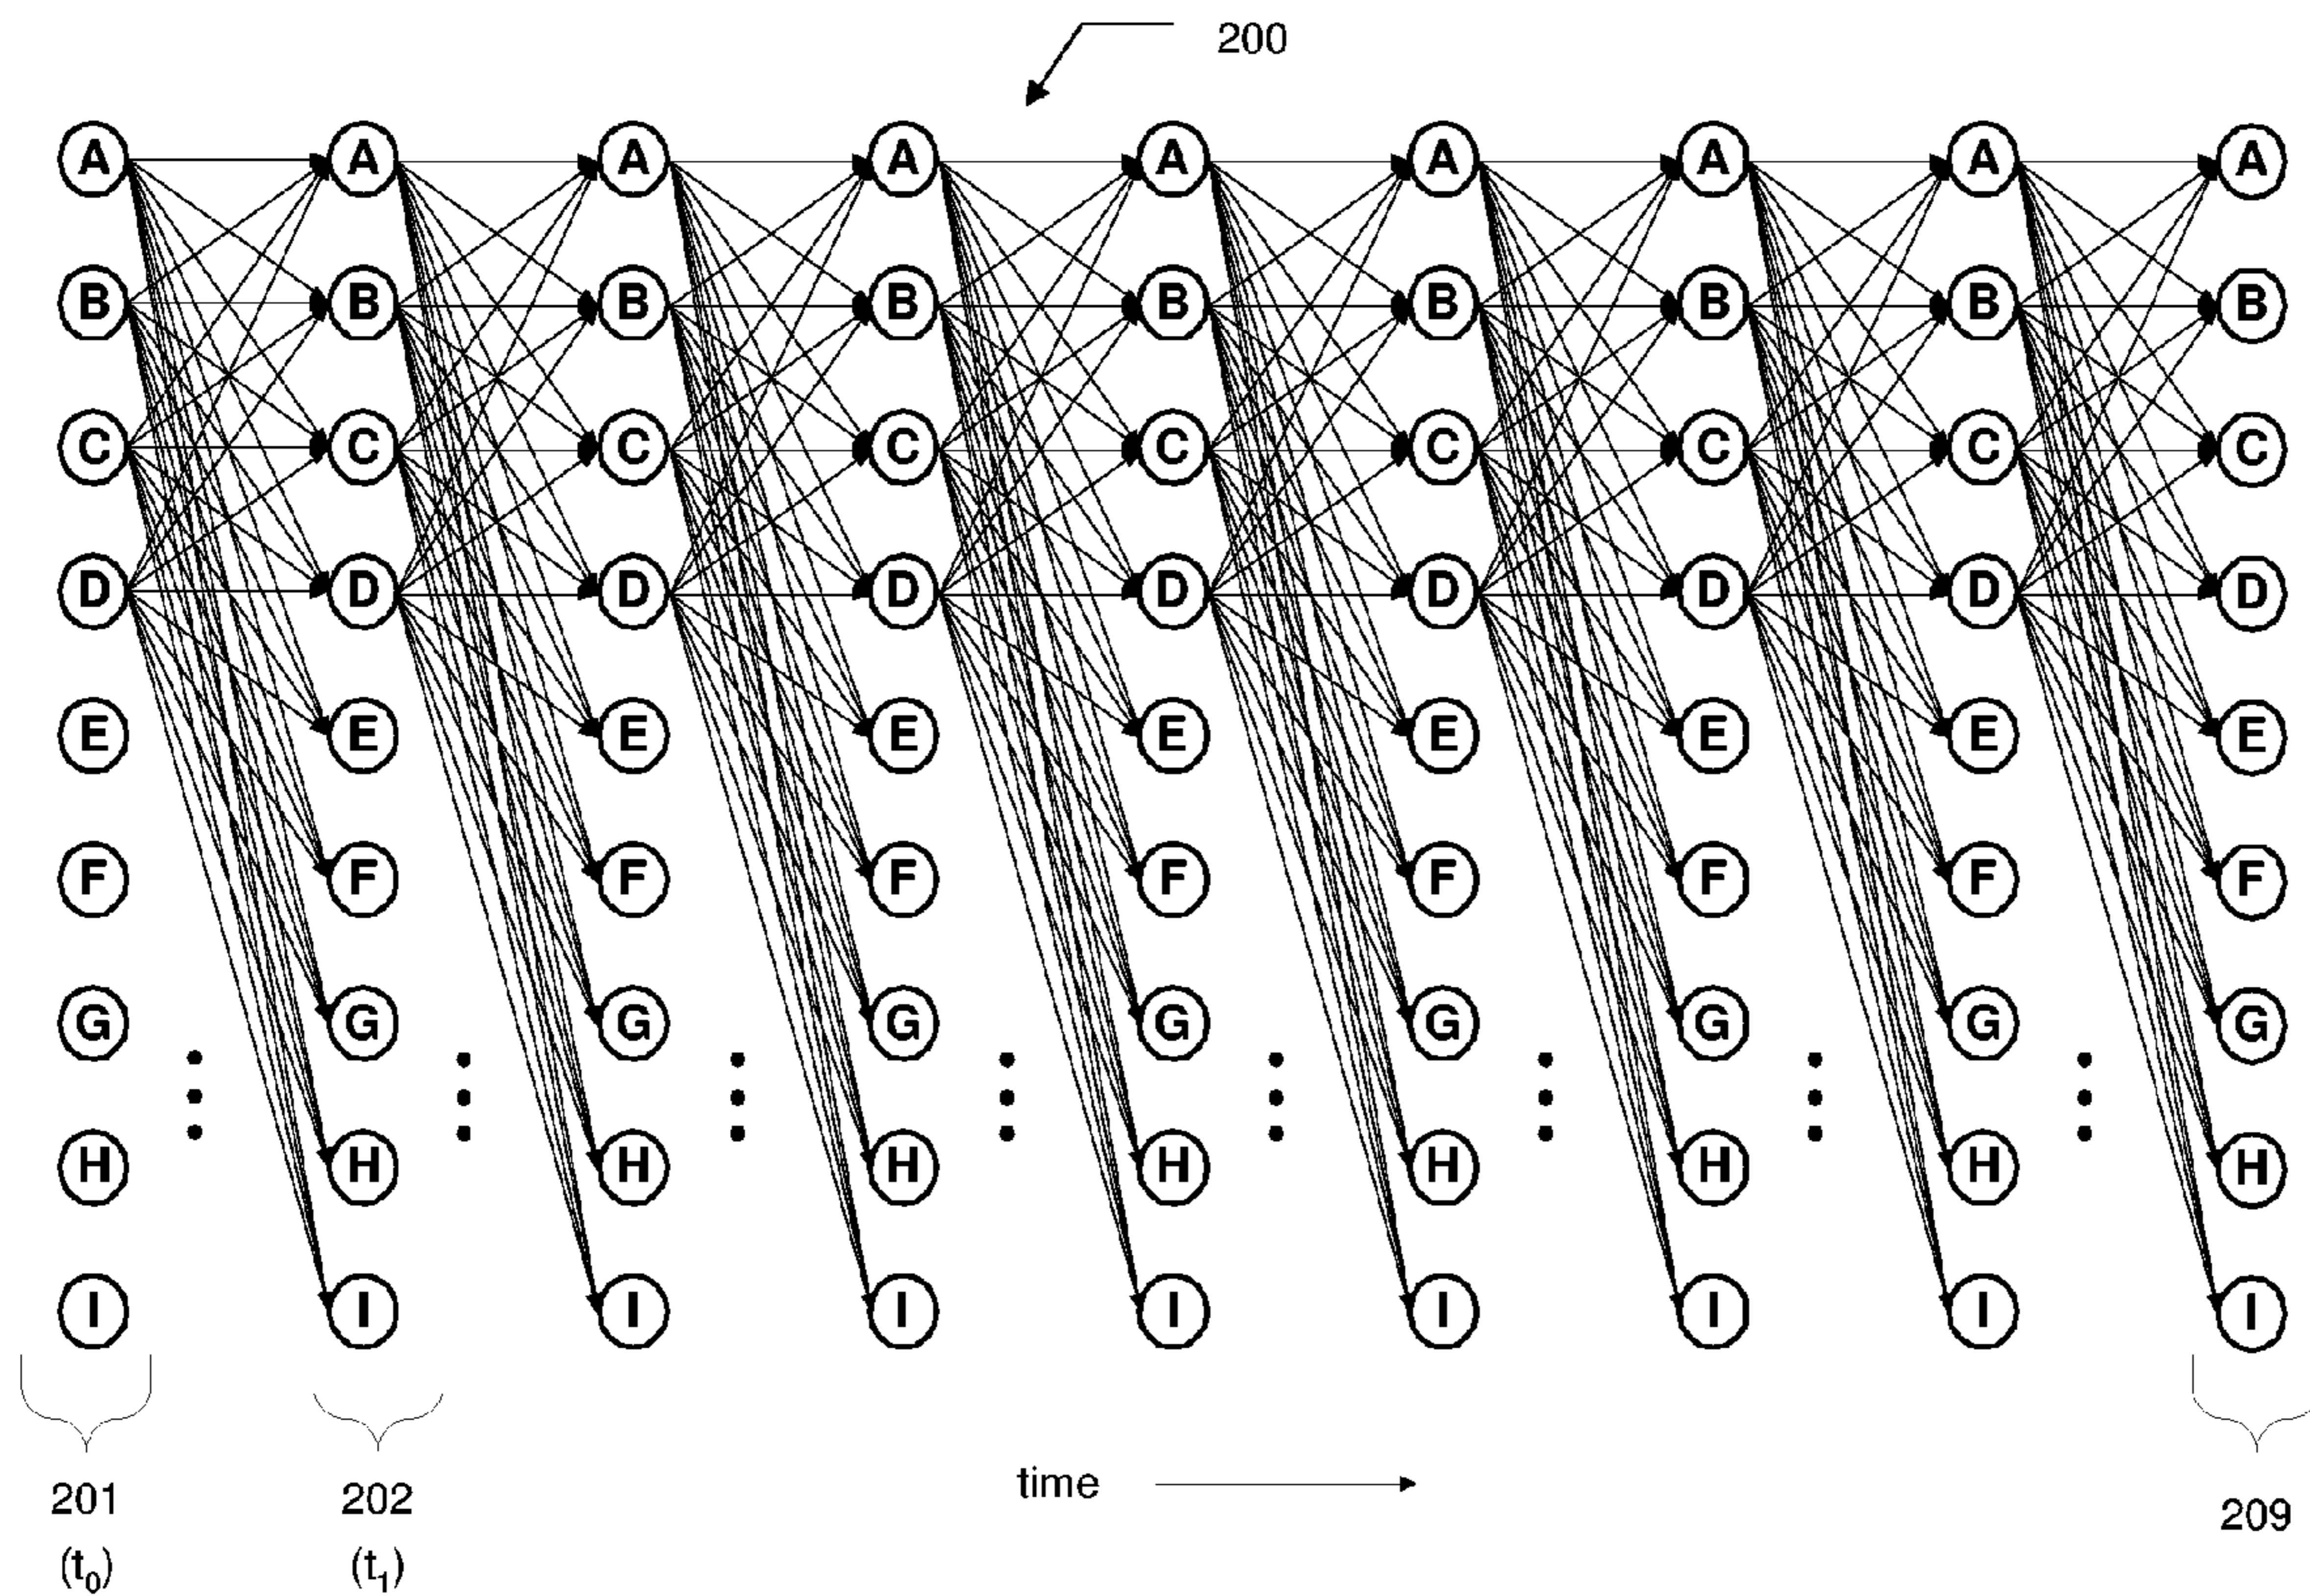 200
A A A A A A A A A
B B B B B B B B B
C C C C C C C C C
D D D D D D D D D
E E E E E E E E E
F F F F F F F F F
G G G G G G G G G
H H H H H H H H H
I I I I I I I I I
time
201 202 209
(t0) (t1)